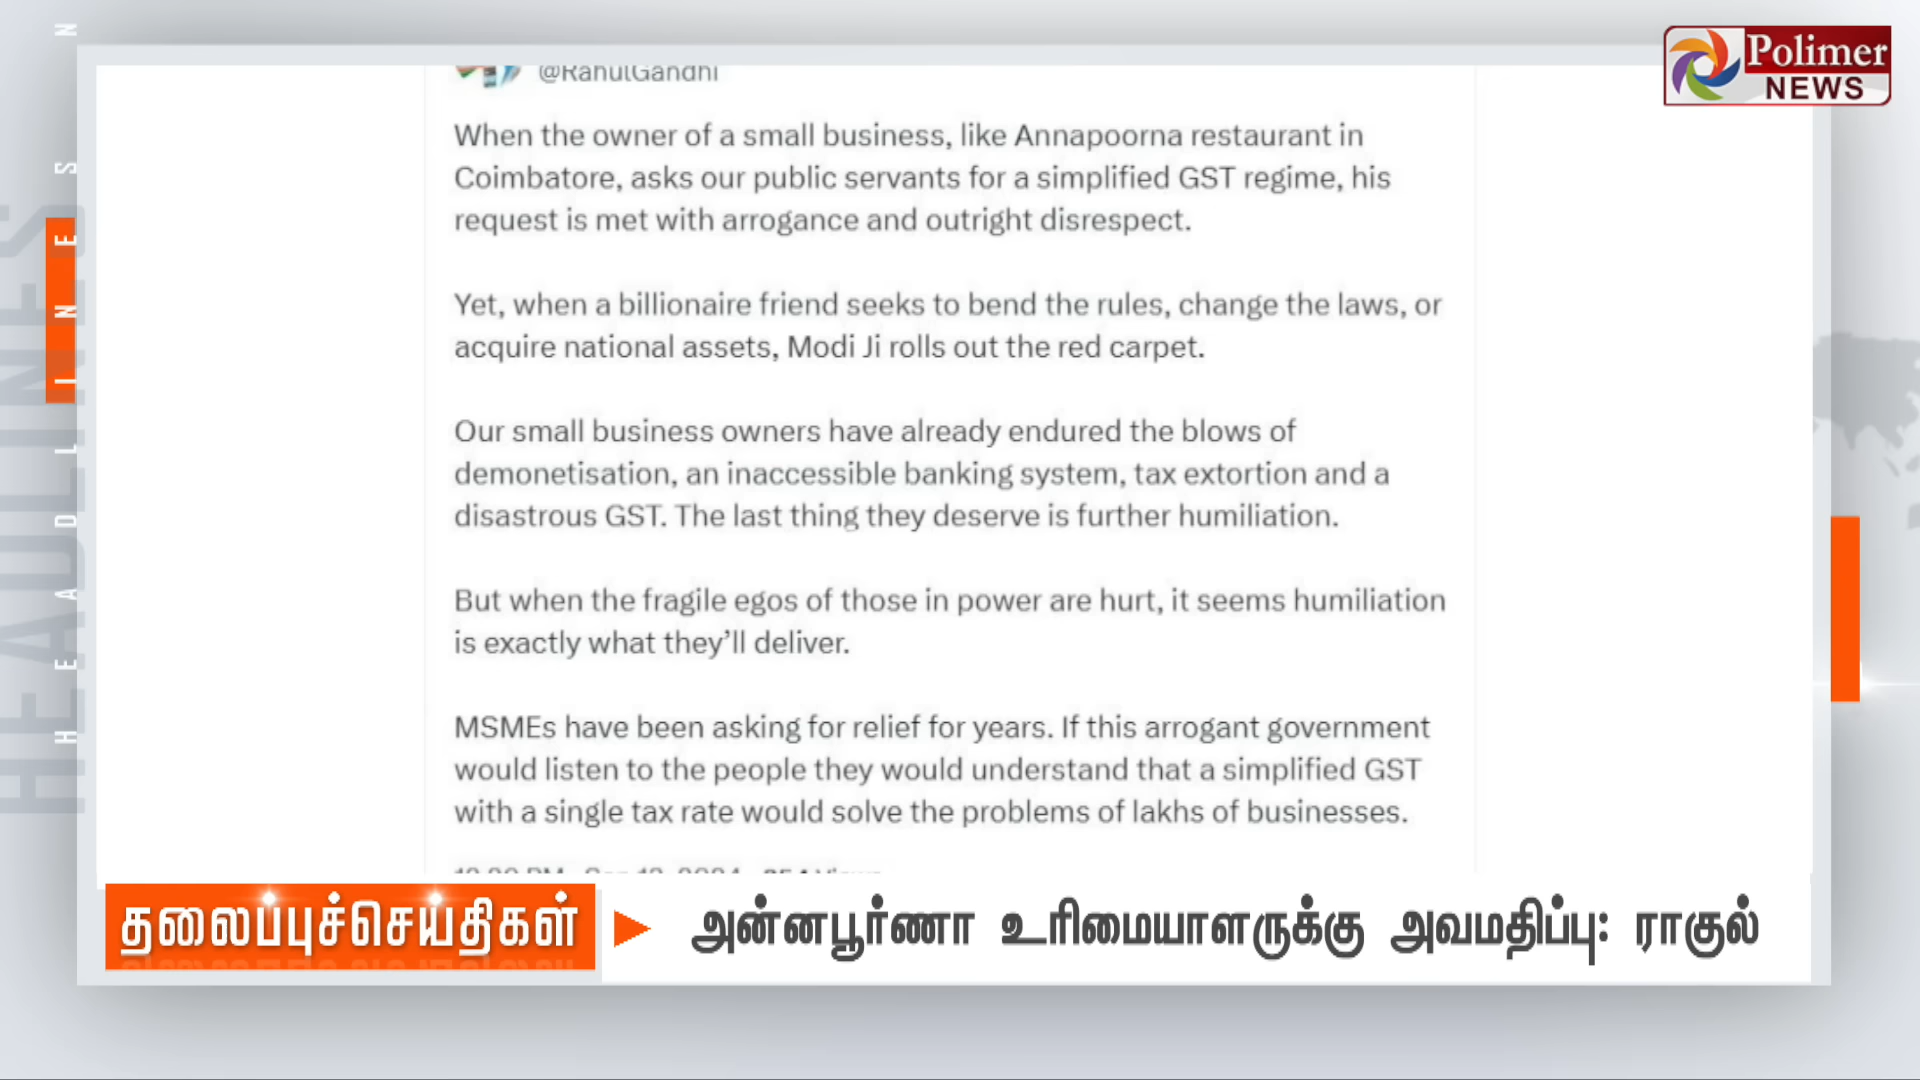 Polimer
NEWS
HEADLINES
HEADLINES
@RahulGandhi
When the owner of a small business, like Annapoorna restaurant in
Coimbatore, asks our public servants for a simplified GST regime, his
request is met with arrogance and outright disrespect.
Yet, when a billionaire friend seeks to bend the rules, change the laws, or
acquire national assets, Modi Ji rolls out the red carpet.
Our small business owners have already endured the blows of
demonetisation, an inaccessible banking system, tax extortion and a
disastrous GST. The last thing they deserve is further humiliation.
But when the fragile egos of those in power are hurt, it seems humiliation
is exactly what they’ll deliver.
MSMEs have been asking for relief for years. If this arrogant government
would listen to the people they would understand that a simplified GST
with a single tax rate would solve the problems of lakhs of businesses.
தலைப்புச்செய்திகள்
அன்னபூர்ணா உரிமையாளருக்கு அவமதிப்பு: ராகுல்